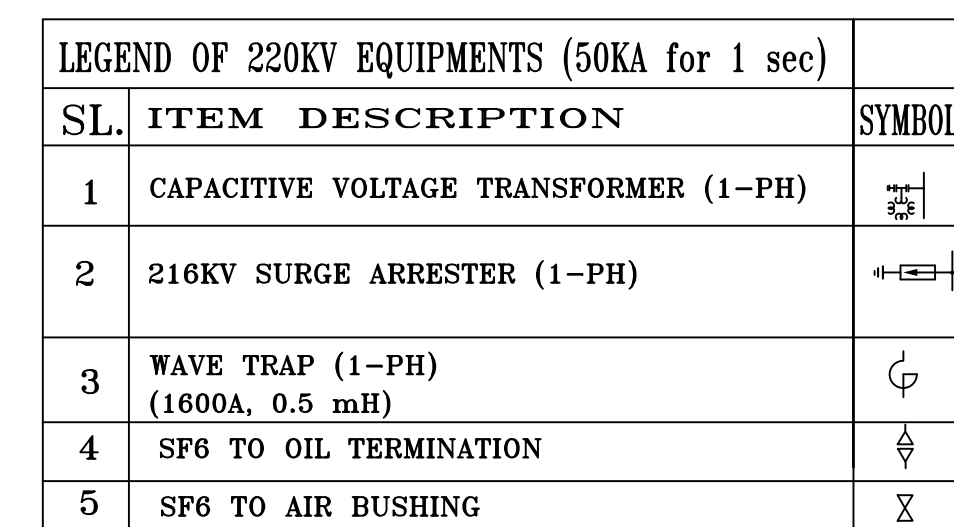 LEGEND OF 220KV EQUIPMENTS (50KA for 1 sec)
SL. ITEM DESCRIPTION SYMBOL
1 CAPACITIVE VOLTAGE TRANSFORMER (1-PH)
2 216KV SURGE ARRESTER (1-PH)
3 WAVE TRAP (1-PH)
(1600A, 0.5 mH)
4 SF6 TO OIL TERMINATION
5 SF6 TO AIR BUSHING